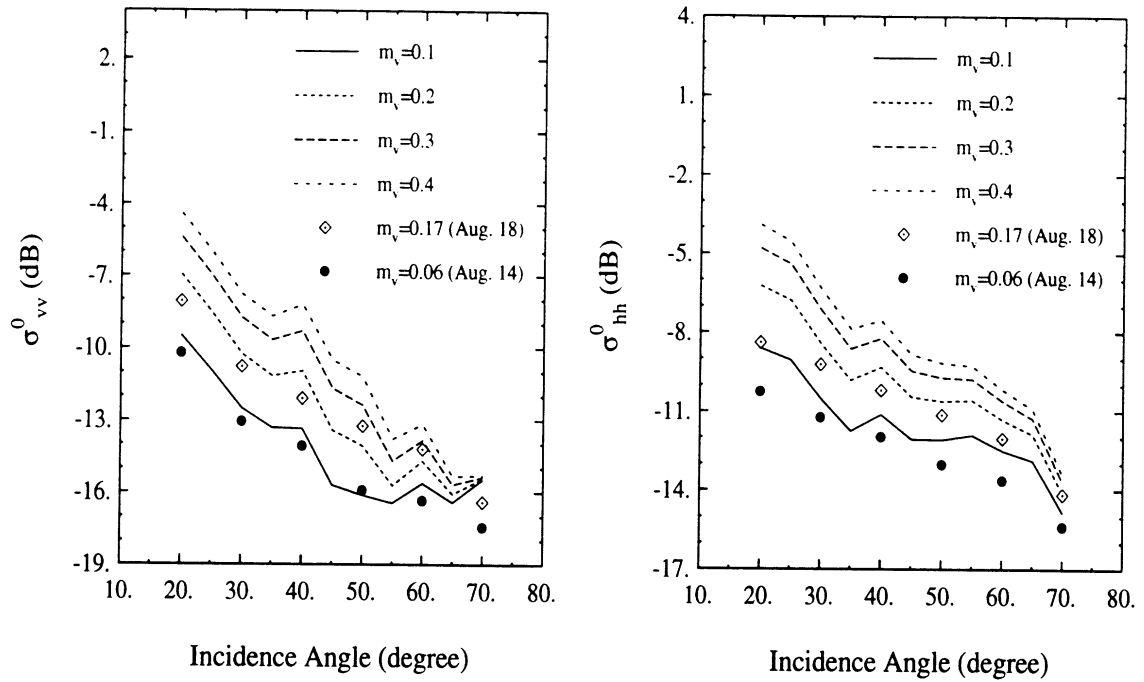 2.
-1.
-4.
-7.
-10.
-13.
-16.
-19.
σ⁰vv (dB)
m_v=0.1
m_v=0.2
m_v=0.3
m_v=0.4
m_v=0.17 (Aug. 18)
m_v=0.06 (Aug. 14)
10. 20. 30. 40. 50. 60. 70. 80.
Incidence Angle (degree)
4.
1.
-2.
-5.
-8.
-11.
-14.
-17.
σ⁰hh (dB)
m_v=0.1
m_v=0.2
m_v=0.3
m_v=0.4
m_v=0.17 (Aug. 18)
m_v=0.06 (Aug. 14)
10. 20. 30. 40. 50. 60. 70. 80.
Incidence Angle (degree)